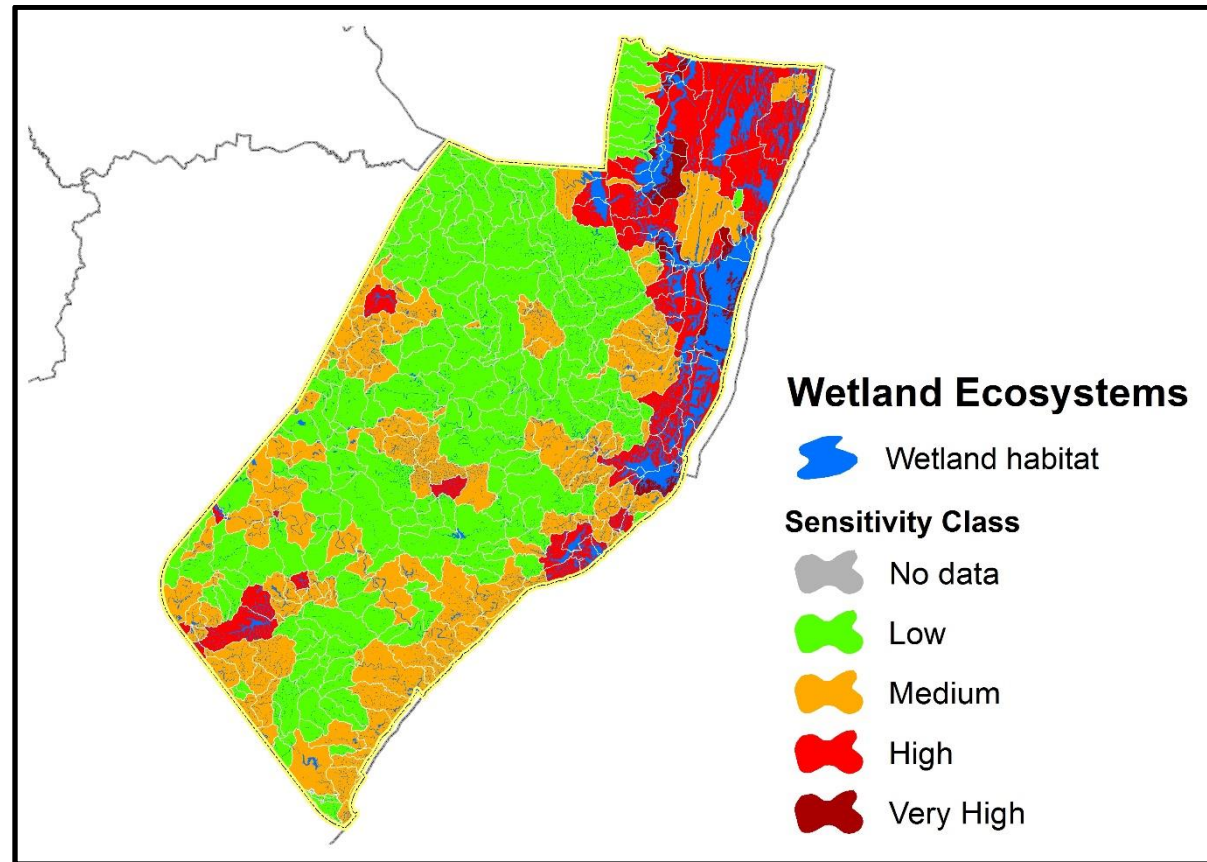 Wetland Ecosystems
Wetland habitat
Sensitivity Class
No data
Low
Medium
High
Very High